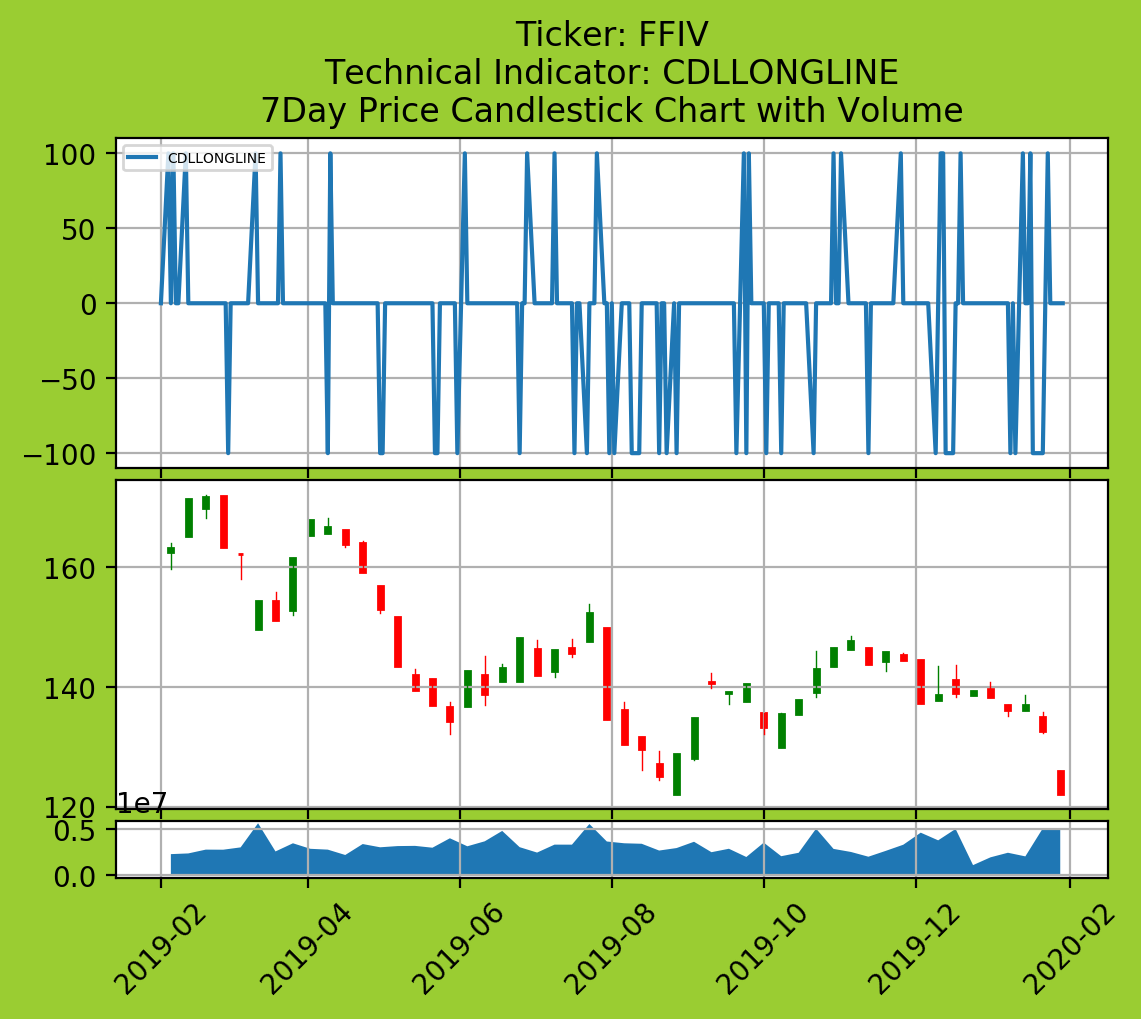 Ticker: FFIV
Technical Indicator: CDLLONGLINE
7Day Price Candlestick Chart with Volume
CDLLONGLINE
100
50
0
−50
−100
160
140
120
1e7
0.5
0.0
2019-02 2019-04 2019-06 2019-08 2019-10 2019-12 2020-02